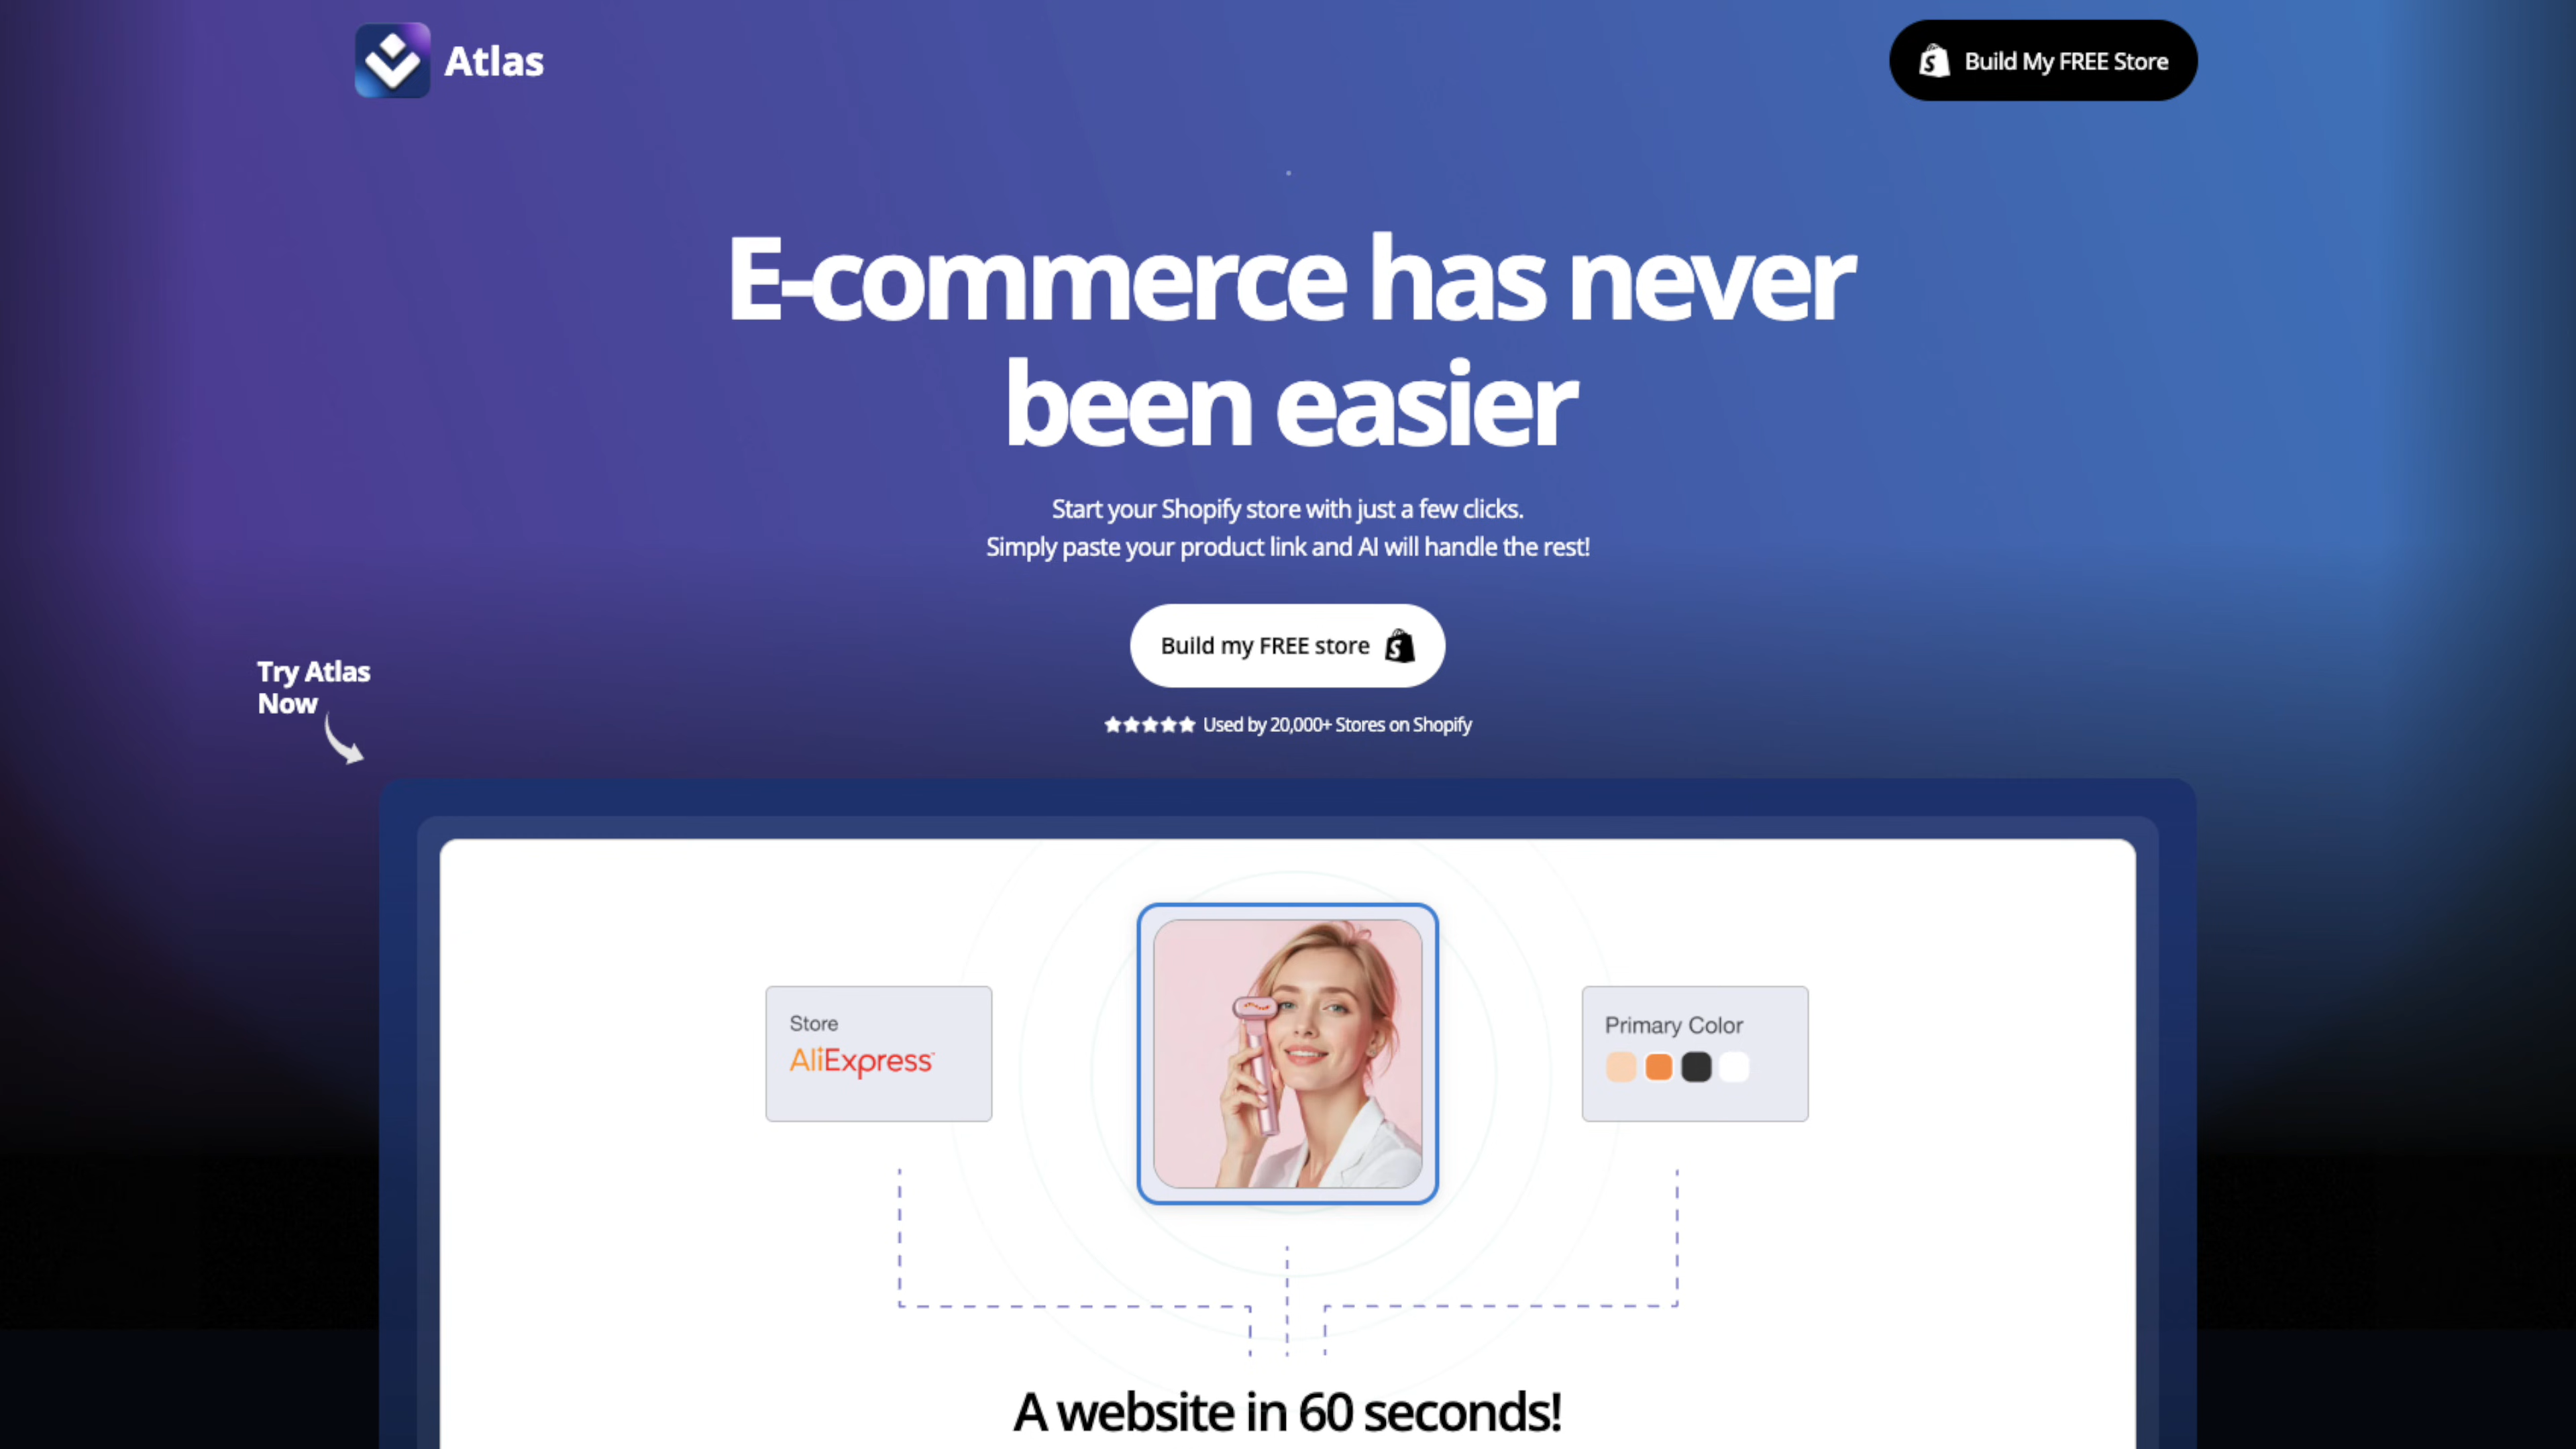 Atlas
Build My FREE Store
E-commerce has never
been easier
Start your Shopify store with just a few clicks.
Simply paste your product link and AI will handle the rest!
Build my FREE store
Try Atlas
Now
Used by 20,000+ Stores on Shopify
Store
AliExpress
Primary Color
A website in 60 seconds!